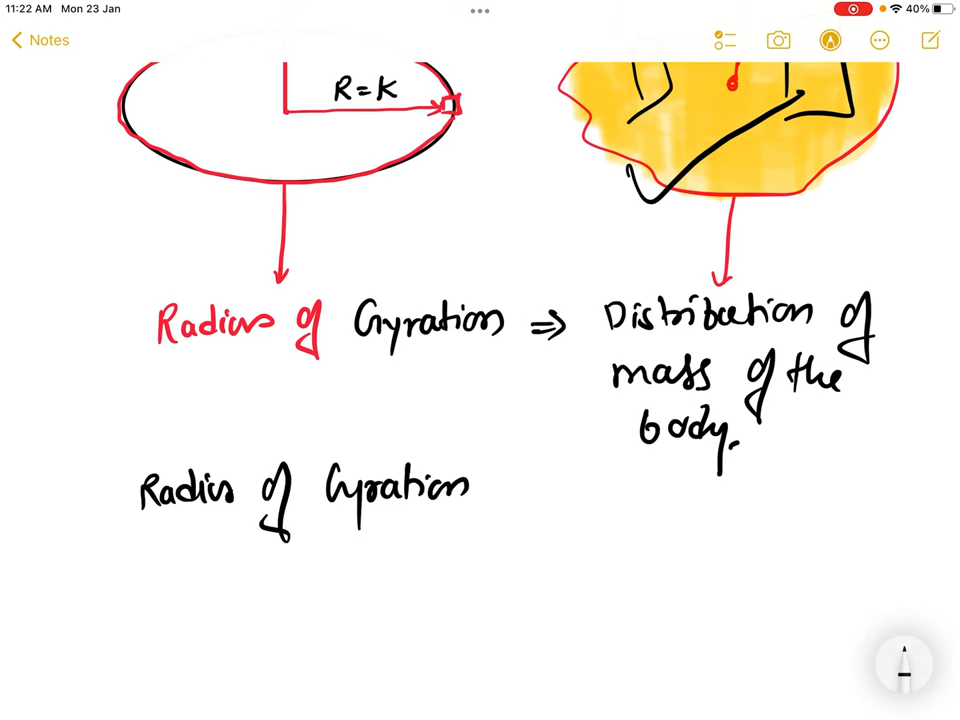 11:22 AM Mon 23 Jan
40%
Notes
R=K
Radius of Gyration ⇒ Distribution of
mass of the
body.
Radius of Gyration